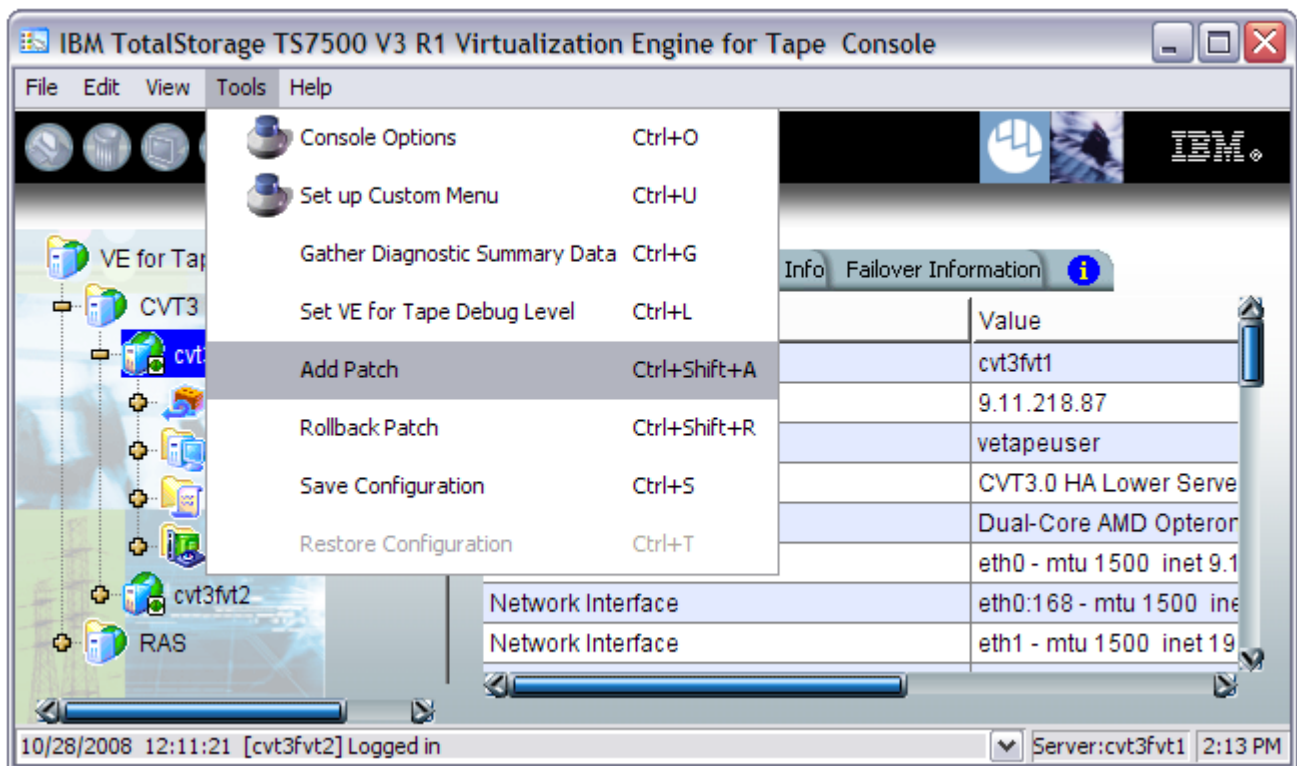 IBM TotalStorage TS7500 V3 R1 Virtualization Engine for Tape Console
File Edit View Tools Help
Console Options Ctrl+O
IBM®
Set up Custom Menu Ctrl+U
VE for Tap
Gather Diagnostic Summary Data Ctrl+G
Info Failover Information i
CVT3
Set VE for Tape Debug Level Ctrl+L
Value
cvt
Add Patch Ctrl+Shift+A
cvt3fvt1
9.11.218.87
Rollback Patch Ctrl+Shift+R
vetapeuser
Save Configuration Ctrl+S
CVT3.0 HA Lower Serve
Dual-Core AMD Opteron
Restore Configuration Ctrl+T
eth0 - mtu 1500 inet 9.1
cvt3fvt2
Network Interface eth0:168 - mtu 1500 ine
RAS
Network Interface eth1 - mtu 1500 inet 19
10/28/2008 12:11:21 [cvt3fvt2] Logged in
Server:cvt3fvt1 2:13 PM